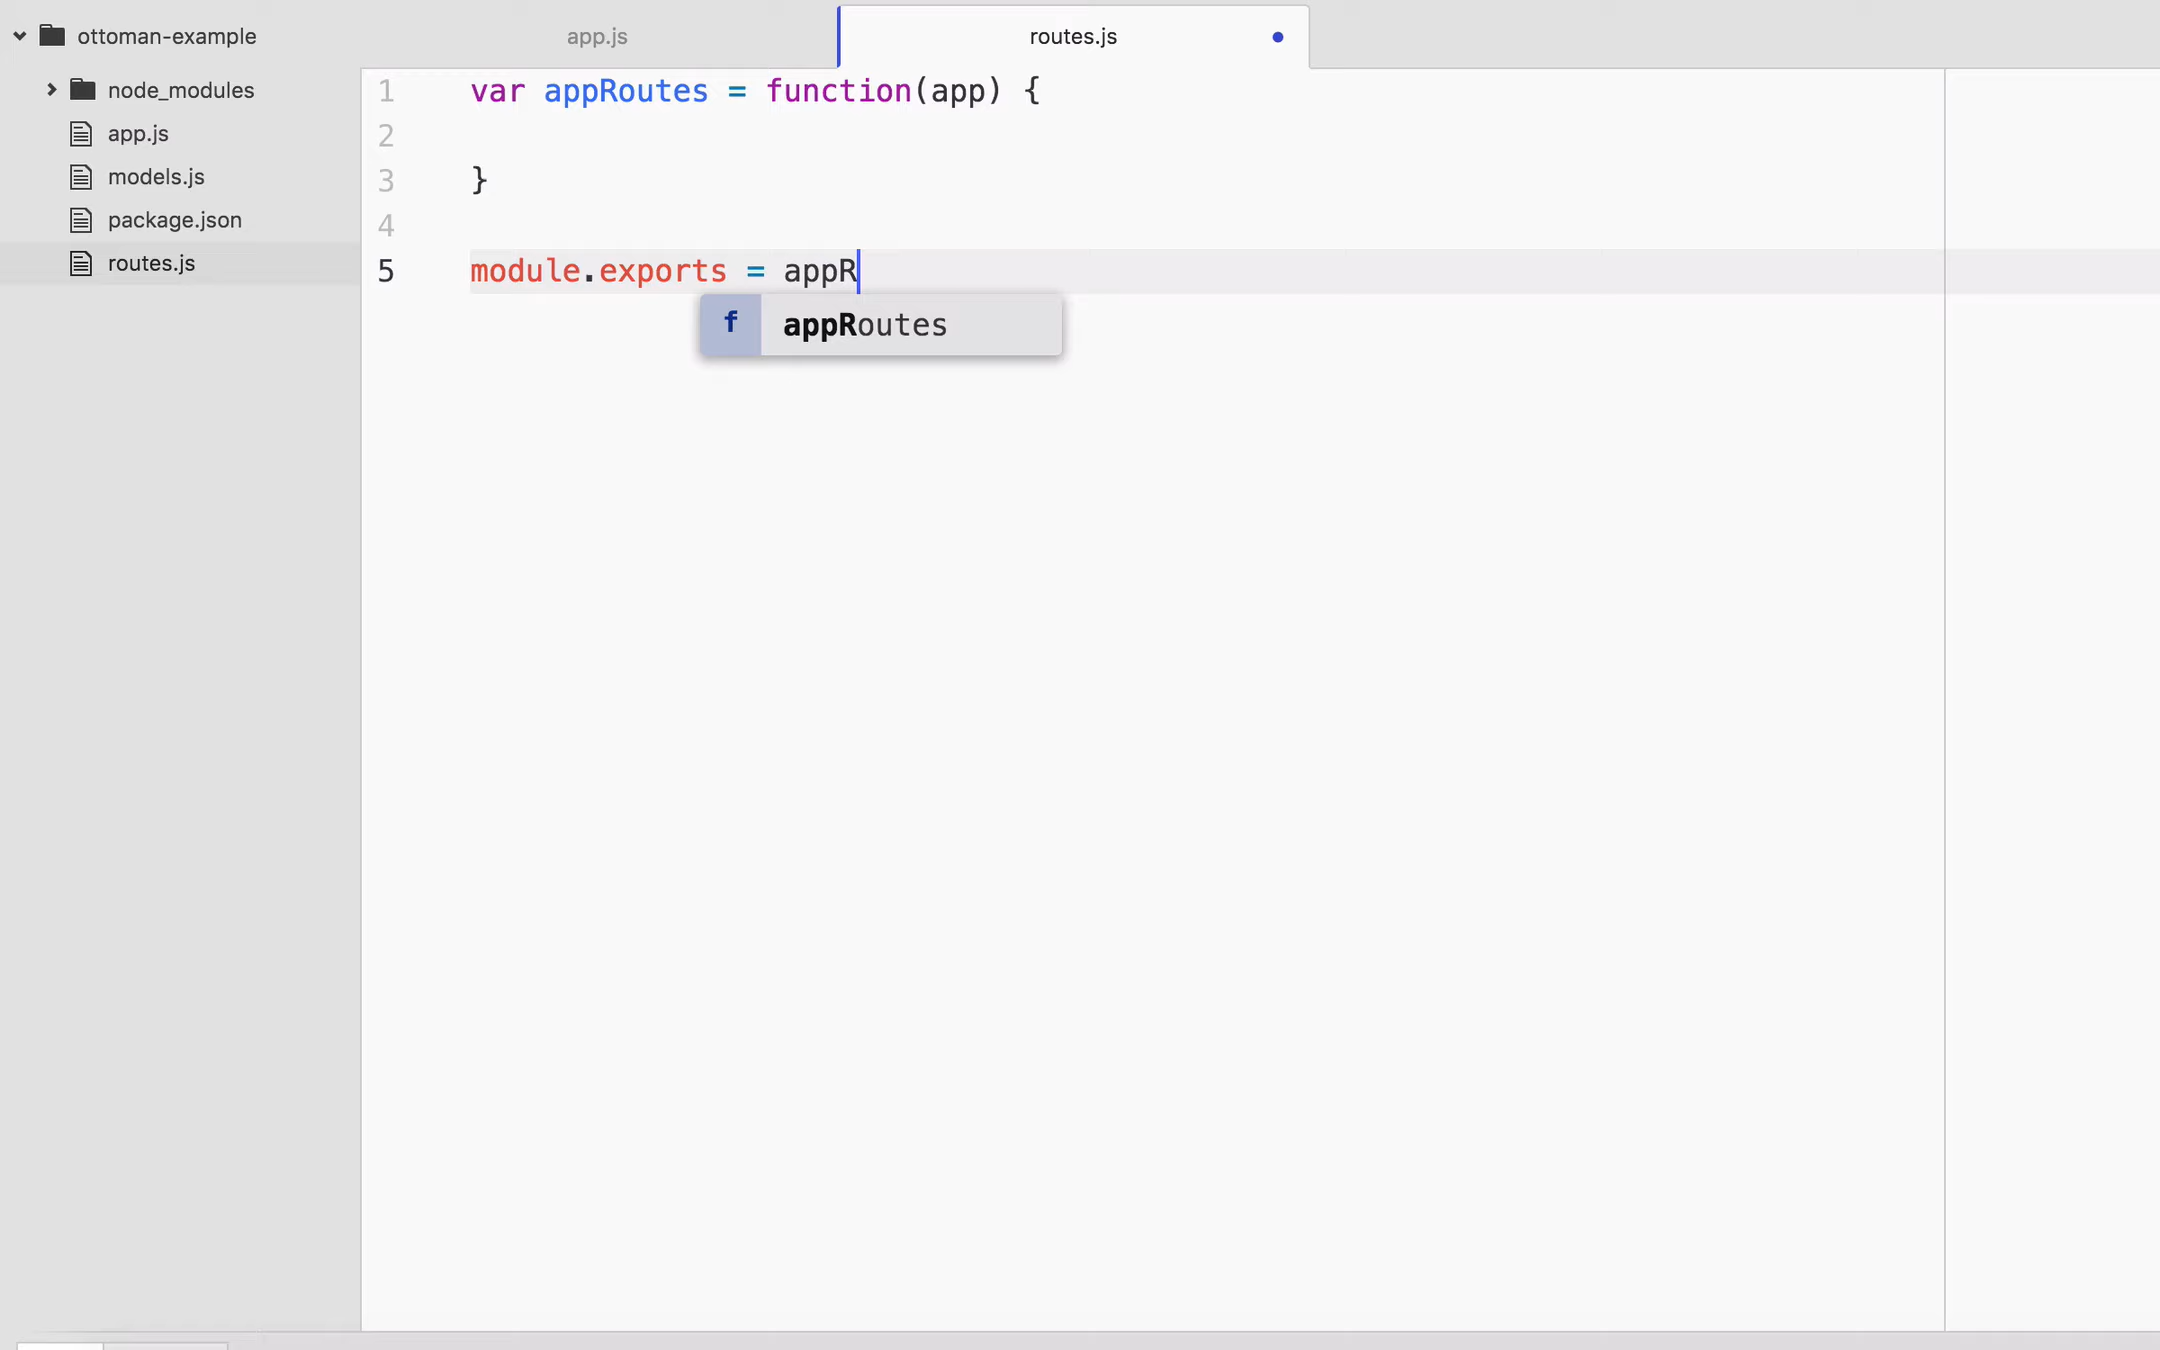 ottoman-example
node_modules
app.js
models.js
package.json
routes.js
app.js
routes.js
1 var appRoutes = function(app) {
2
3 }
4
5 module.exports = appR
f appRoutes